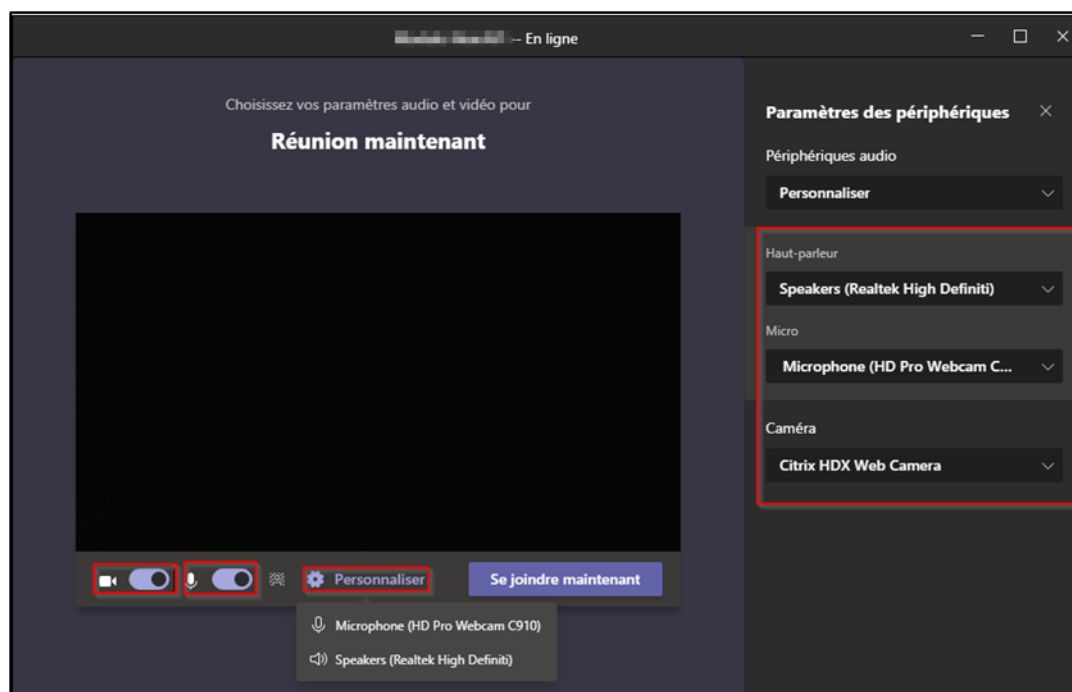 -- En ligne
Choisissez vos paramètres audio et vidéo pour
Réunion maintenant
Personnaliser
Se joindre maintenant
Microphone (HD Pro Webcam C910)
Speakers (Realtek High Definiti)
Paramètres des périphériques
Périphériques audio
Personnaliser
Haut-parleur
Speakers (Realtek High Definiti)
Micro
Microphone (HD Pro Webcam C...
Caméra
Citrix HDX Web Camera